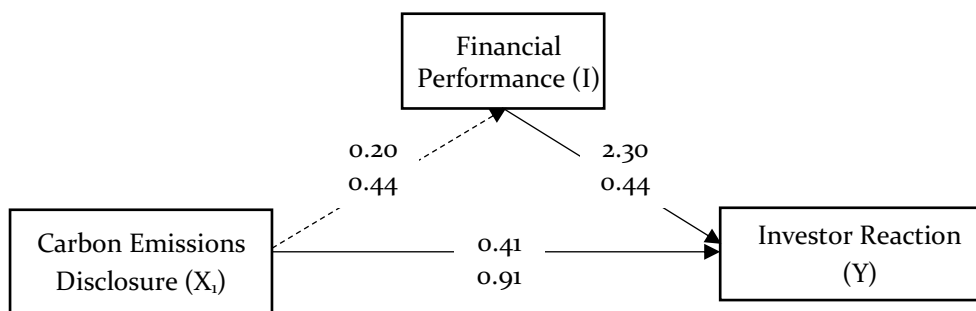 Financial
Performance (I)
0.20
0.44
2.30
0.44
Carbon Emissions
Disclosure (X₁)
0.41
0.91
Investor Reaction
(Y)